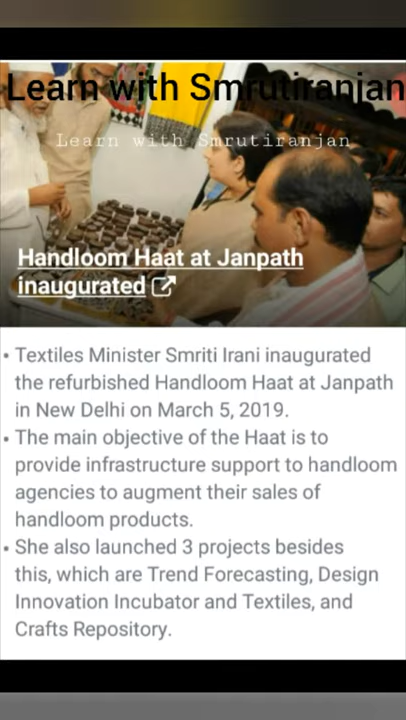 Learn with Smrutiranjan
Learn with Smrutiranjan
Handloom Haat at Janpath
inaugurated
• Textiles Minister Smriti Irani inaugurated
the refurbished Handloom Haat at Janpath
in New Delhi on March 5, 2019.
• The main objective of the Haat is to
provide infrastructure support to handloom
agencies to augment their sales of
handloom products.
• She also launched 3 projects besides
this, which are Trend Forecasting, Design
Innovation Incubator and Textiles, and
Crafts Repository.